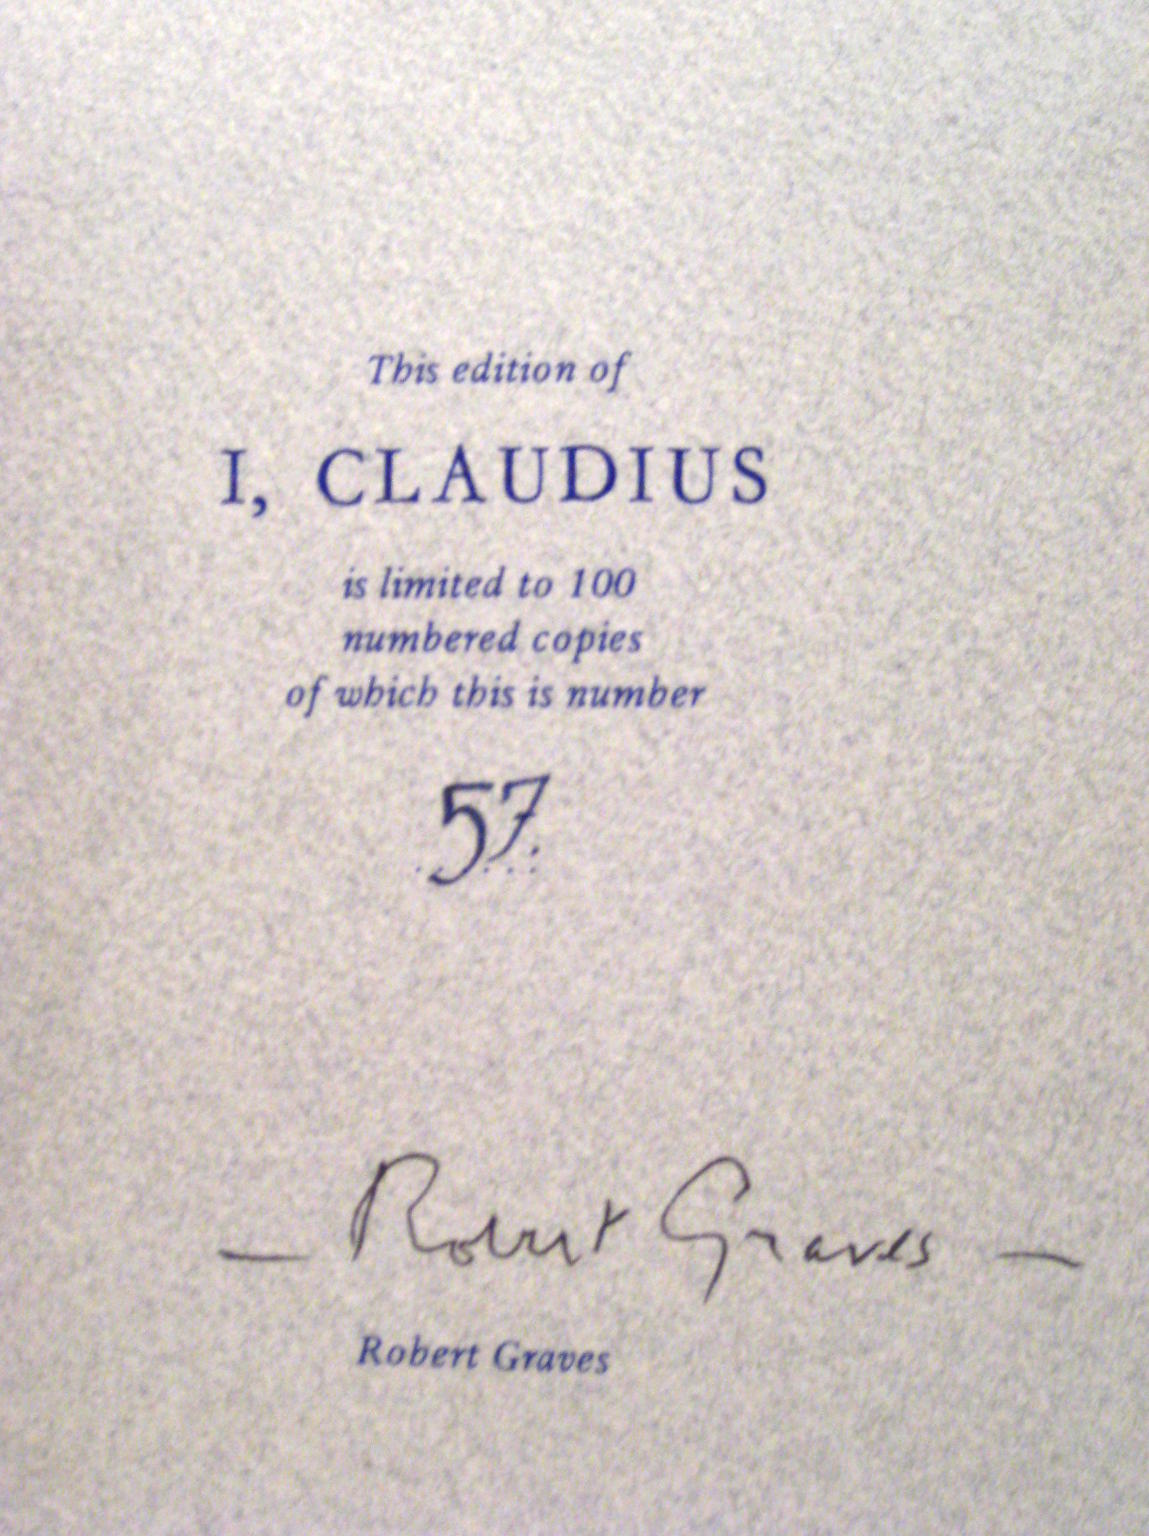 This edition of
I, CLAUDIUS
is limited to 100
numbered copies
of which this is number
57
— Robert Graves —
Robert Graves